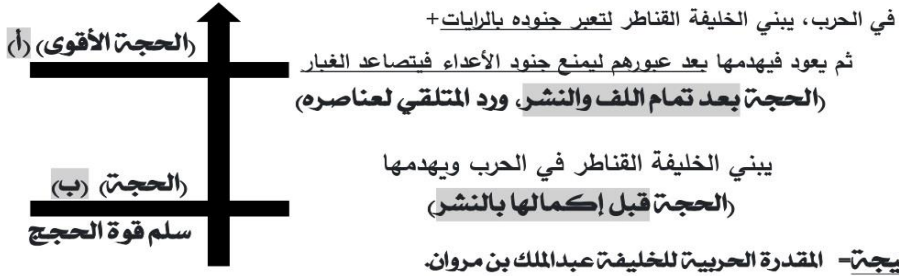 في الحرب، يبني الخليفة القناطر لتعبر جنوده بالرايات+
ثم يعود فيهدمها بعد عبورهم ليمنع جنود الأعداء فيتصاعد الغبار
(الحجة بعد تمام اللف والنشر، ورد المتلقي لعناصره)
(الحجة الأقوى) (أ)
يبني الخليفة القناطر في الحرب ويهدمها
(الحجة قبل إكمالها بالنشر)
(الحجة) (ب)
سلم قوة الحجج
يجة- المقدرة الحربية للخليفة عبدالملك بن مروان.